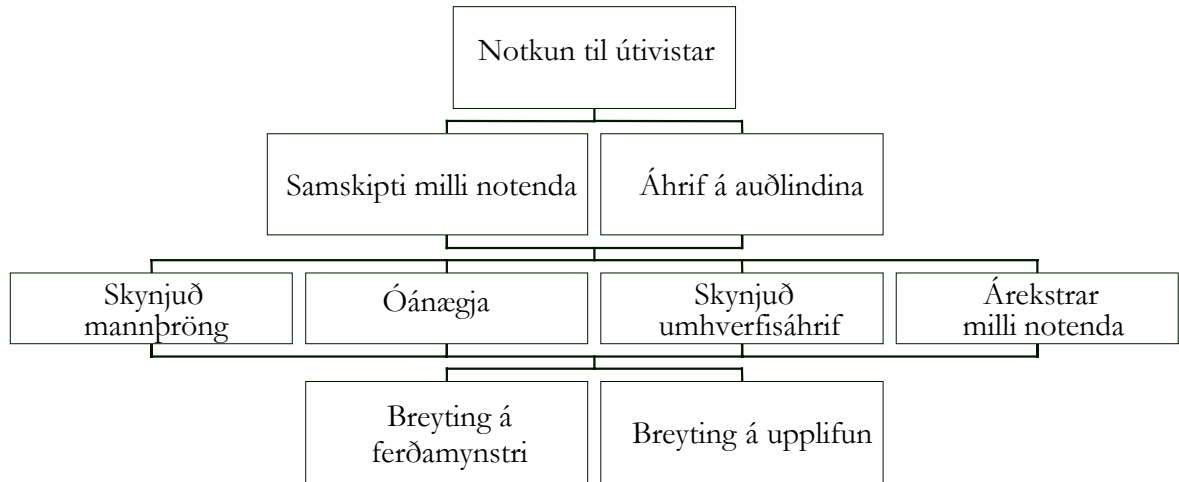 Notkun til útivistar
Samskipti milli notenda
Áhrif á auðlindina
Skynjuð
mannþröng
Óánægja
Skynjuð
umhverfisáhrif
Árekstrar
milli notenda
Breyting á
ferðamynstri
Breyting á upplifun